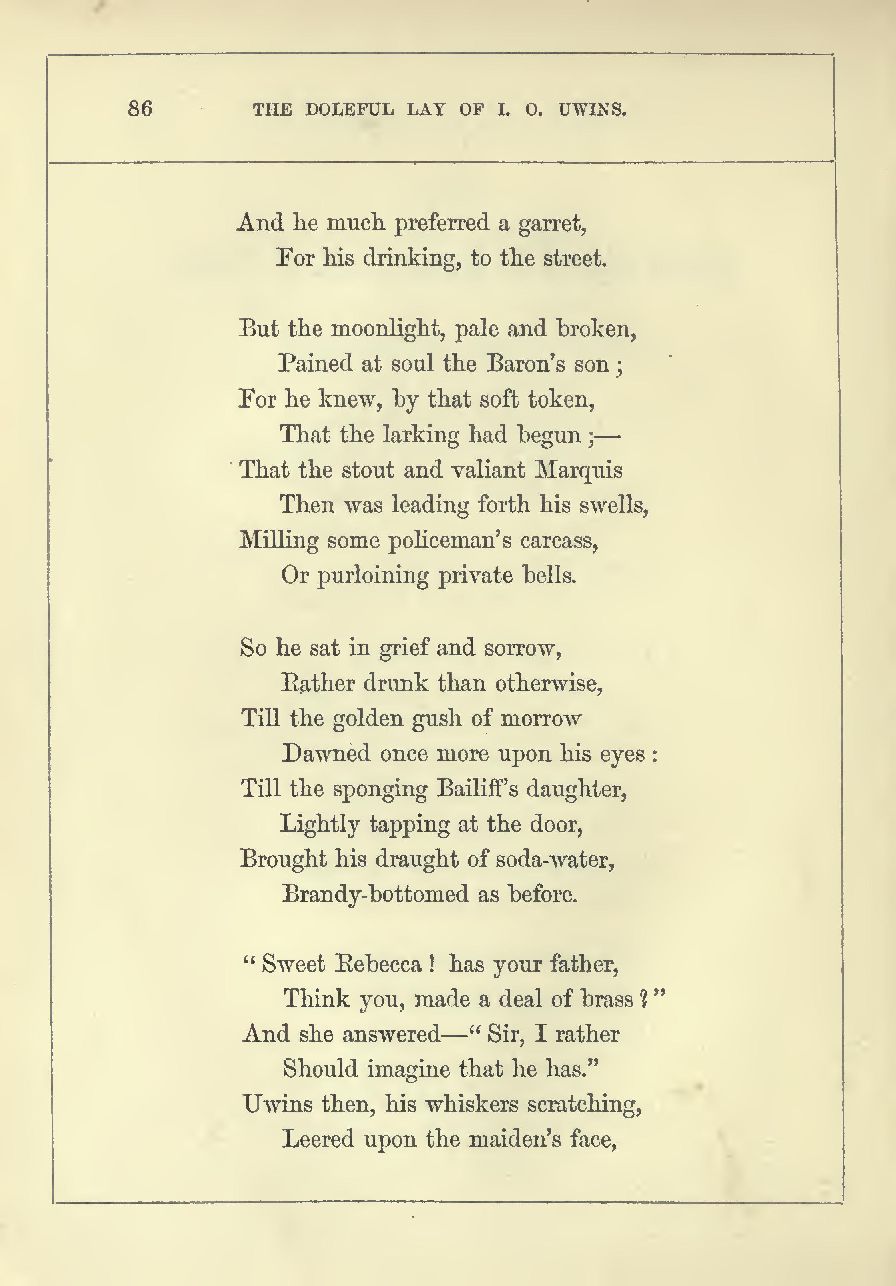 86 THE DOLEFUL LAY OF I. O. UWINS.
And he much preferred a garret,
For his drinking, to the street.
But the moonlight, pale and broken,
Pained at soul the Baron's son ;
For he knew, by that soft token,
That the larking had begun ;—
That the stout and valiant Marquis
Then was leading forth his swells,
Milling some policeman's carcass,
Or purloining private bells.
So he sat in grief and sorrow,
Rather drunk than otherwise,
Till the golden gush of morrow
Dawnèd once more upon his eyes :
Till the sponging Bailiff's daughter,
Lightly tapping at the door,
Brought his draught of soda-water,
Brandy-bottomed as before.
“ Sweet Rebecca ! has your father,
Think you, made a deal of brass ? ”
And she answered—“ Sir, I rather
Should imagine that he has.”
Uwins then, his whiskers scratching,
Leered upon the maiden's face,